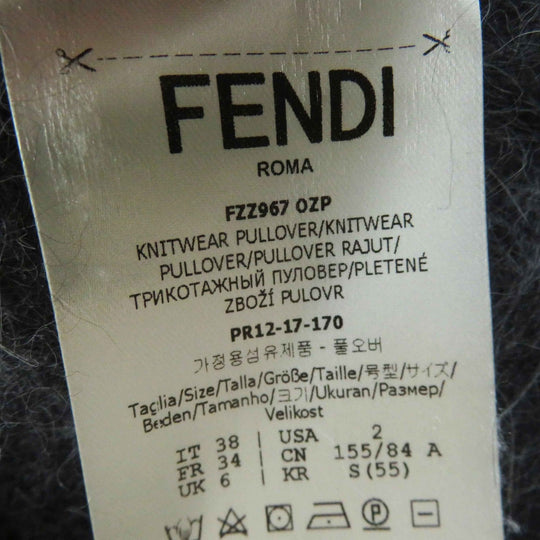 FENDI
ROMA
FZZ967 OZP
KNITWEAR PULLOVER/KNITWEAR
PULLOVER/PULLOVER RAJUT/
ТРИКОТАЖНЫЙ ПУЛОВЕР/PLETENÉ
ZBOŽÍ PULOVR
PR12-17-170
가정용섬유제품 - 풀오버
Taglia/Size/Talla/Größe/Taille/号型/サイズ/
Beden/Tamanho/크기/Ukuran/Размер/
Velikost
IT 38 USA 2
FR 34 CN 155/84 A
UK 6 KR S(55)
P